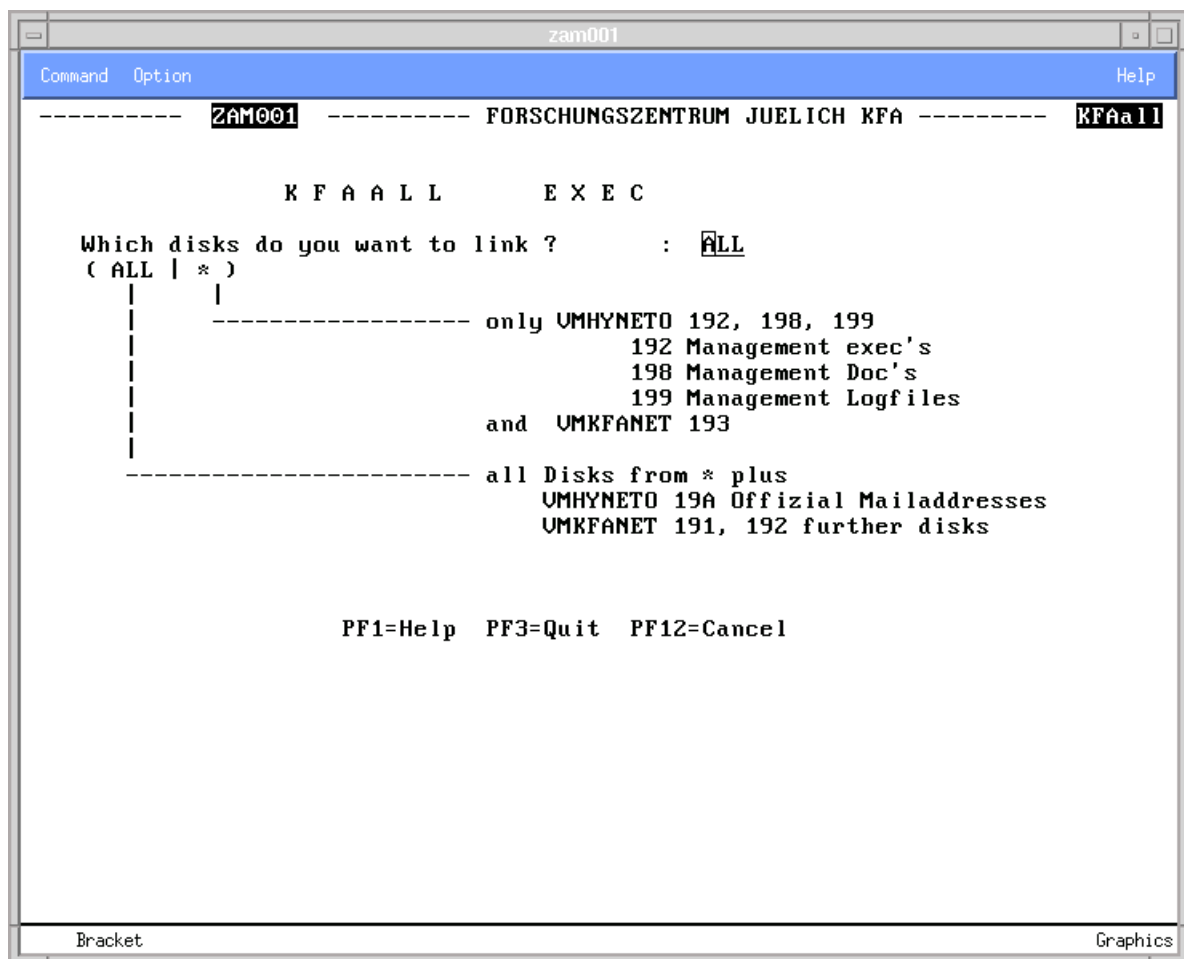 zam001
Command Option Help
---------- ZAM001 ---------- FORSCHUNGSZENTRUM JUELICH KFA --------- KFAall
K F A A L L E X E C
Which disks do you want to link ? : ALL
( ALL | * )
| |
| ------------------ only VMHYNETO 192, 198, 199
| 192 Management exec's
| 198 Management Doc's
| 199 Management Logfiles
| and VMKFANET 193
|
------------------------ all Disks from * plus
VMHYNETO 19A Offizial Mailaddresses
VMKFANET 191, 192 further disks
PF1=Help PF3=Quit PF12=Cancel
Bracket Graphics